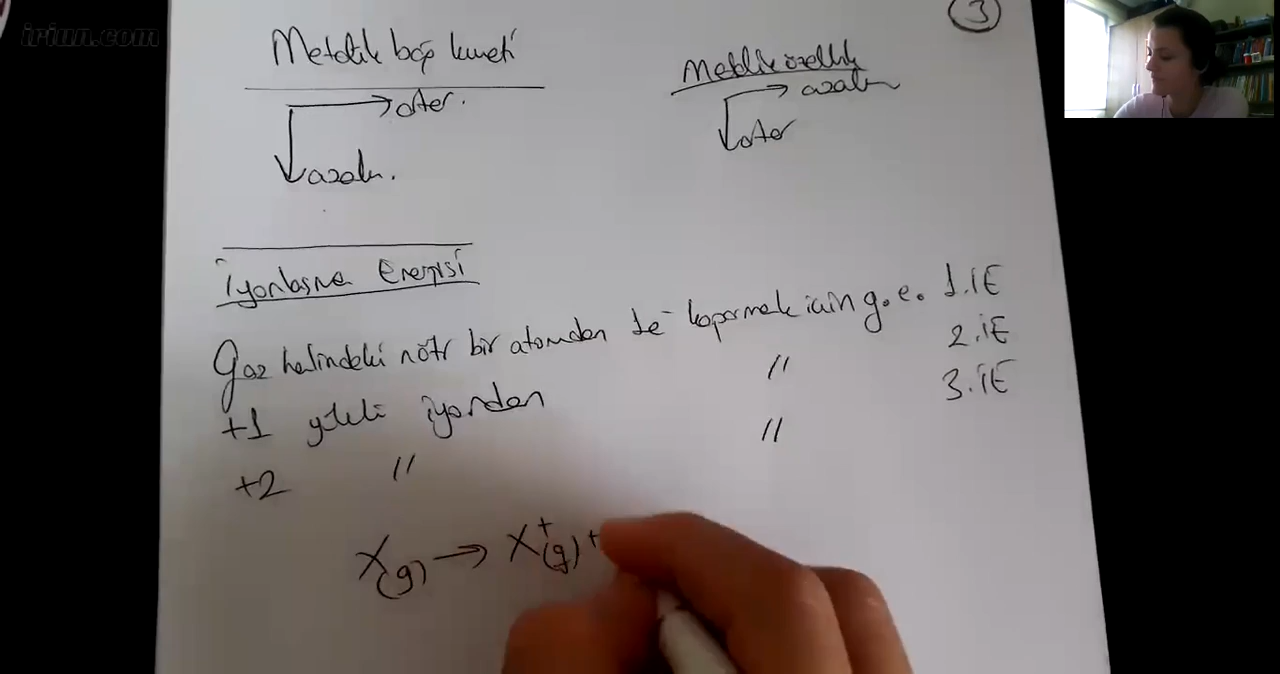 iriun.com
3
Metalik bağ kuvveti
artar.
azalır.
Metalik özellik
azalır
artar
İyonlaşma Enerjisi
Gaz halindeki nötr bir atomdan 1e⁻ koparmak için g.e. 1.İE
+1 yüklü iyondan " 2.İE
+2 " " 3.İE
X(g) → X⁺(g) +